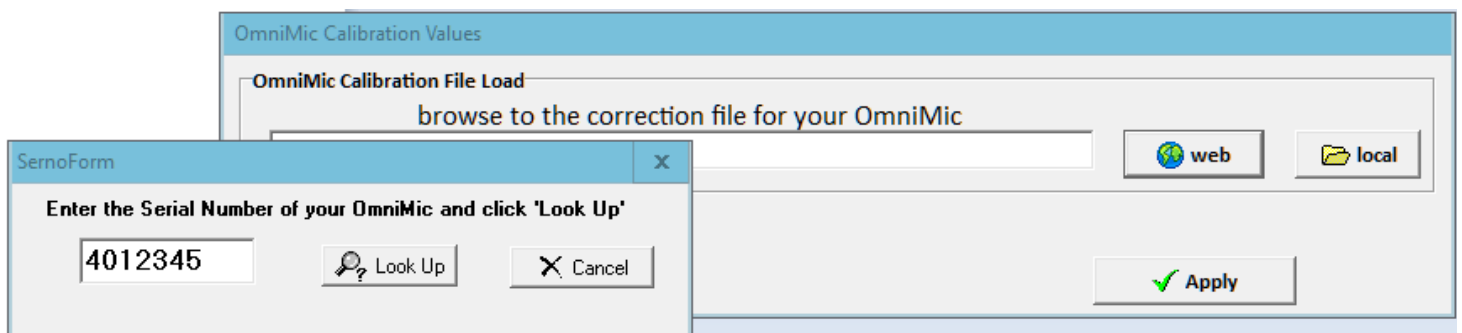 OmniMic Calibration Values
OmniMic Calibration File Load
browse to the correction file for your OmniMic
web
local
Apply
SernoForm
x
Enter the Serial Number of your OmniMic and click 'Look Up'
4012345
Look Up
Cancel